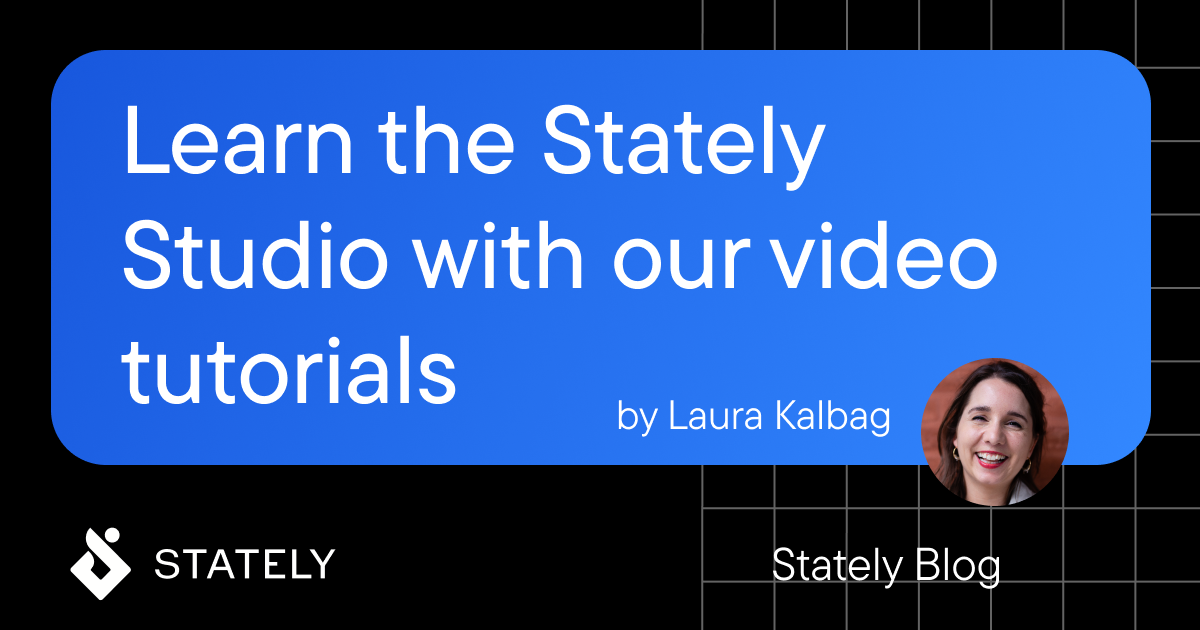 Learn the Stately
Studio with our video
tutorials
by Laura Kalbag
STATELY
Stately Blog